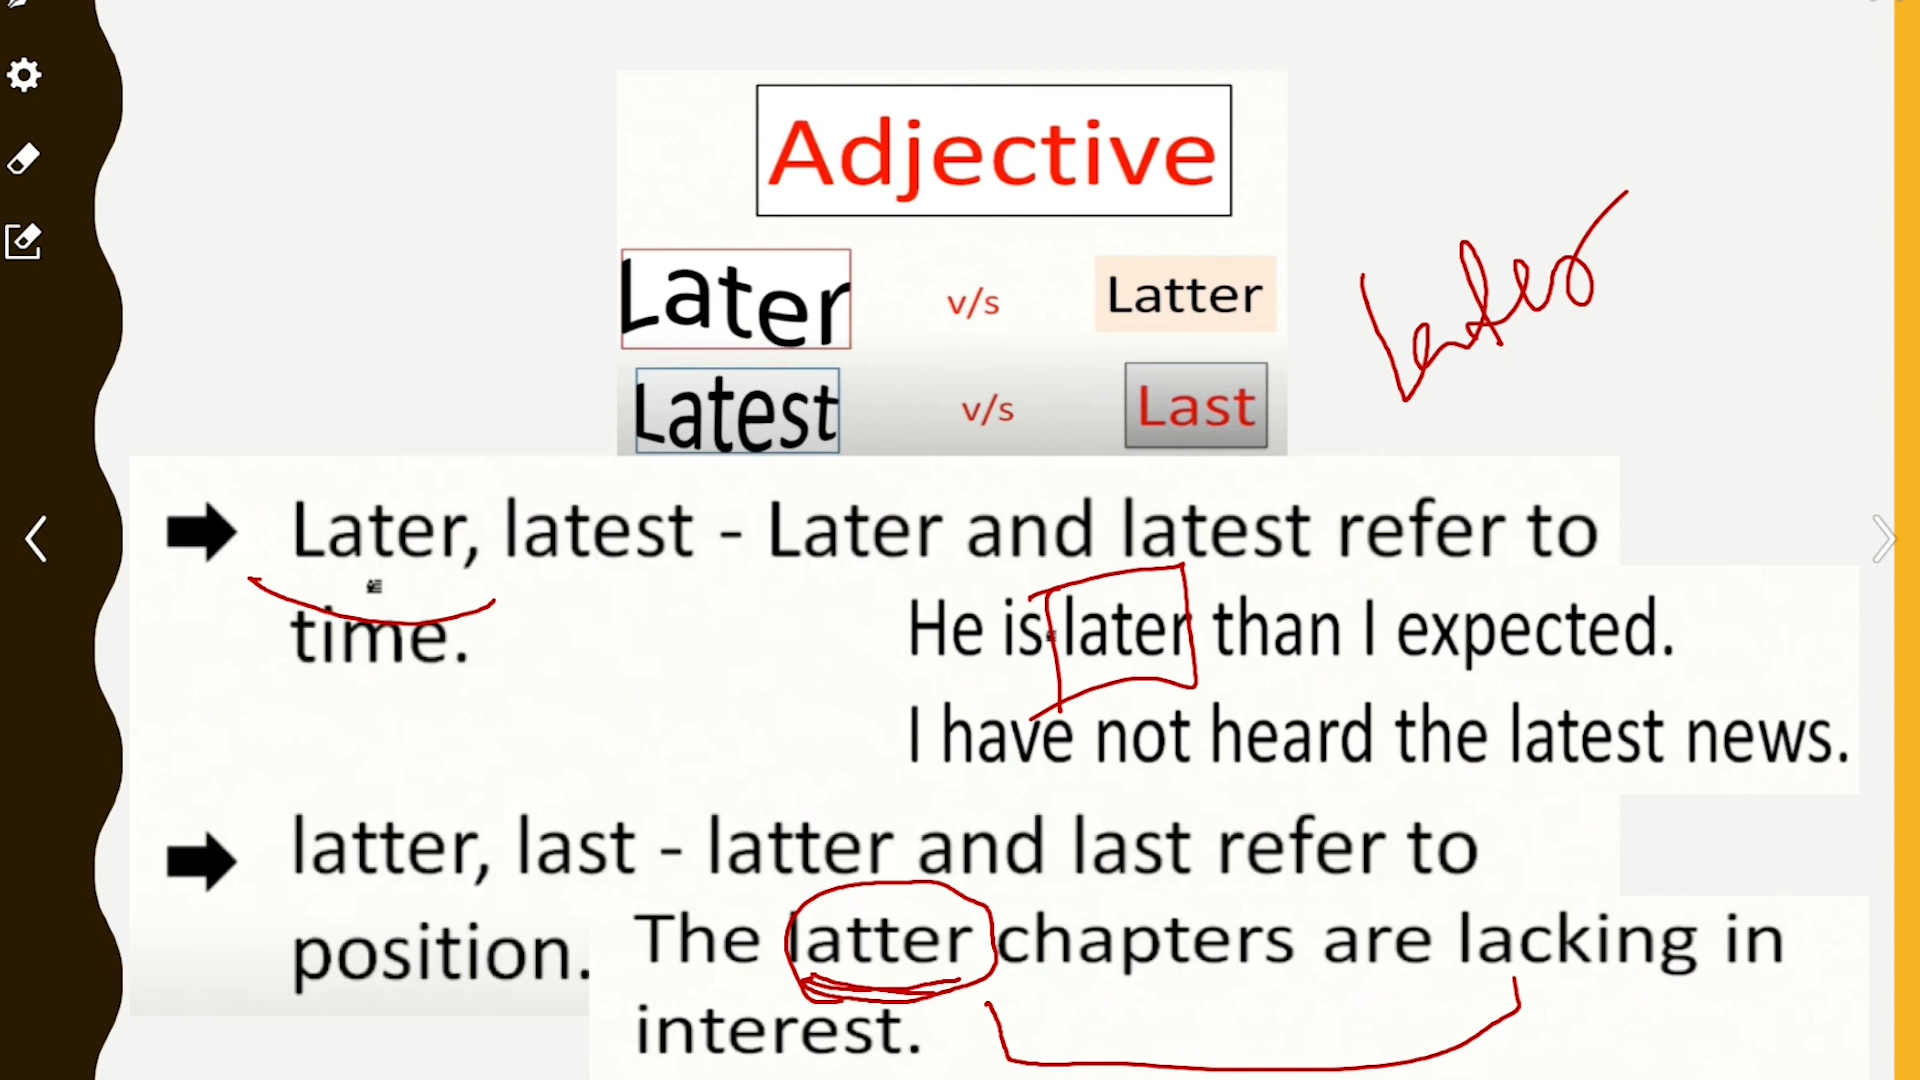 Adjective
Later v/s Latter
Later
Latest v/s Last
Later, latest - Later and latest refer to
time.
He is later than I expected.
I have not heard the latest news.
latter, last - latter and last refer to
position.
The latter chapters are lacking in
interest.